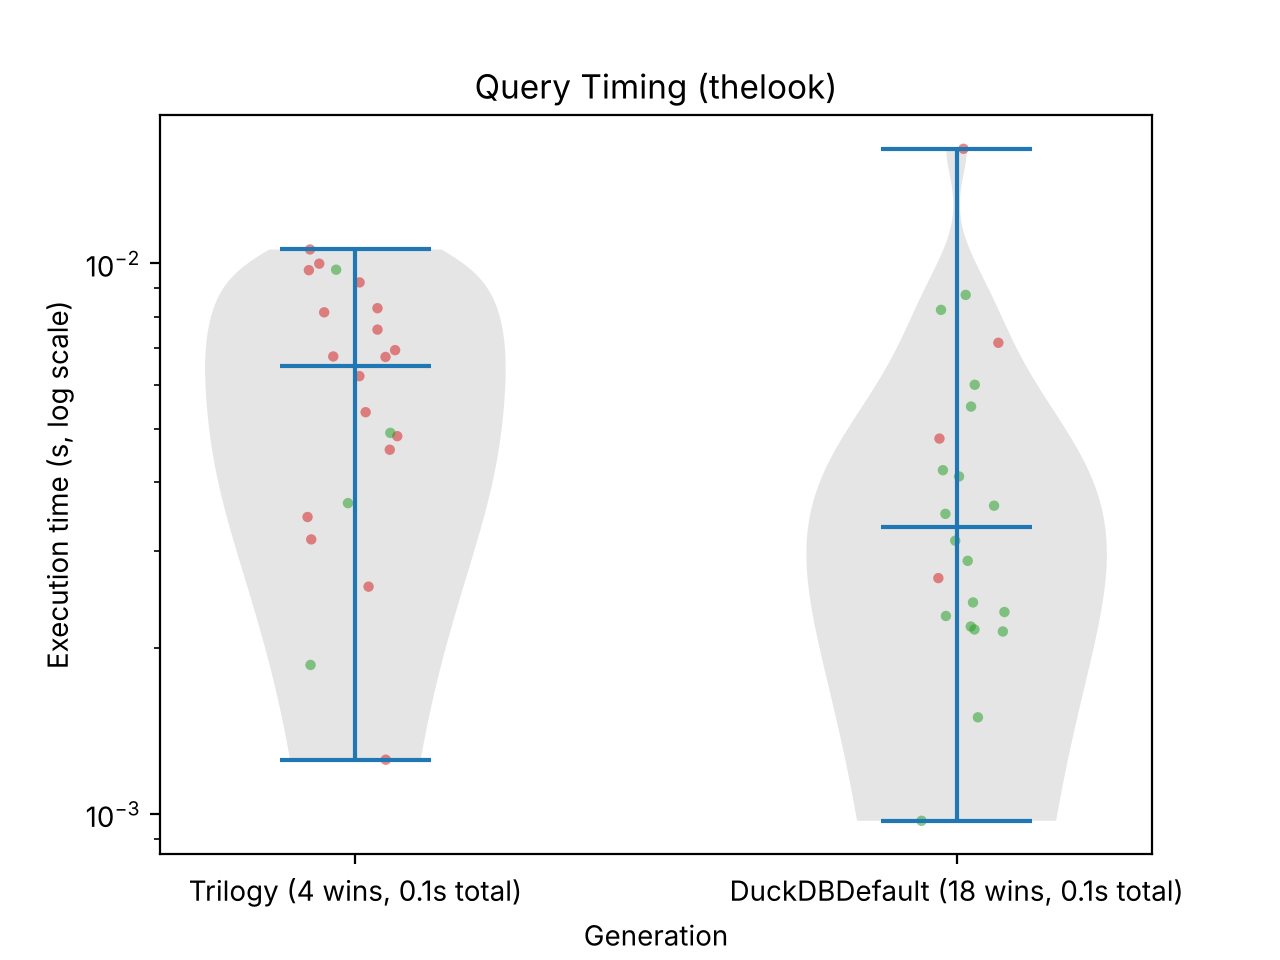 Query Timing (thelook)
Execution time (s, log scale)
10⁻²
10⁻³
Trilogy (4 wins, 0.1s total)
DuckDBDefault (18 wins, 0.1s total)
Generation